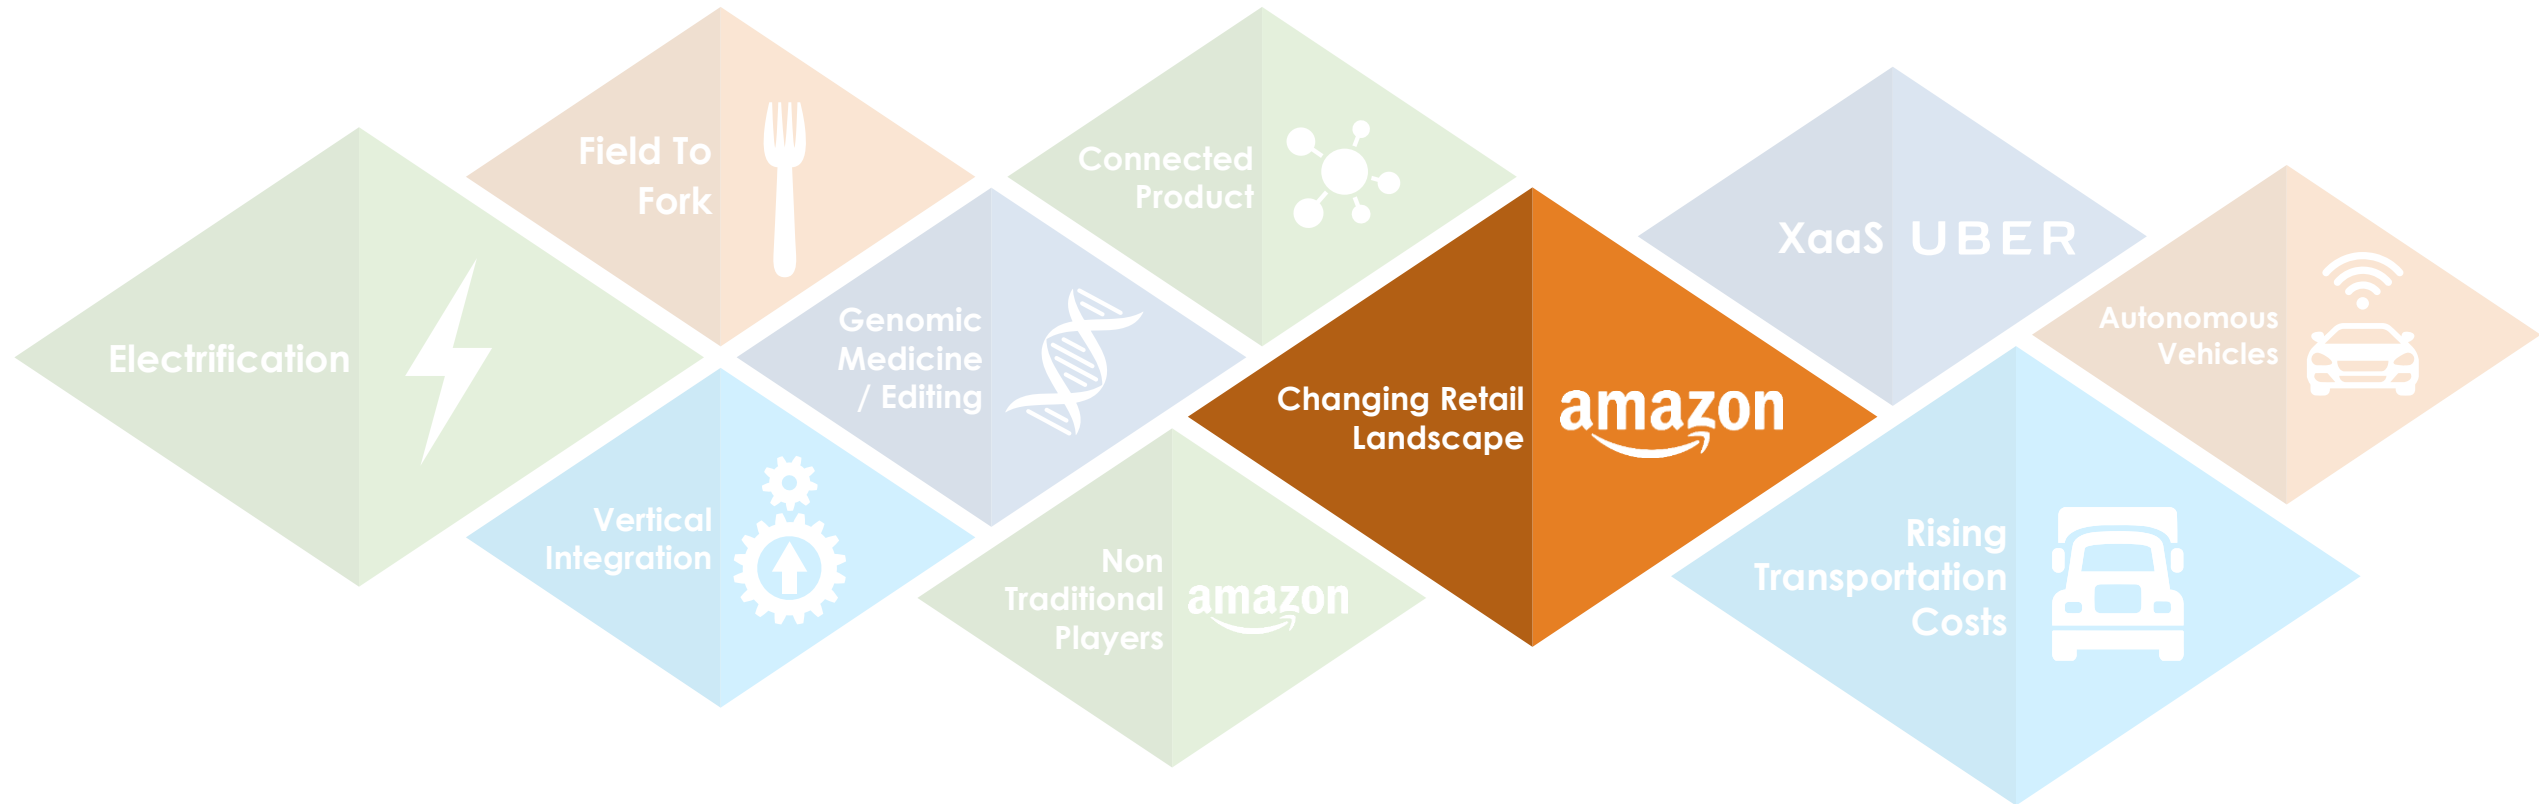 Electrification
Field To
Fork
Vertical
Integration
Genomic
Medicine
/ Editing
Connected
Product
Non
Traditional
Players
amazon
Changing Retail
Landscape
amazon
XaaS
UBER
Rising
Transportation
Costs
Autonomous
Vehicles